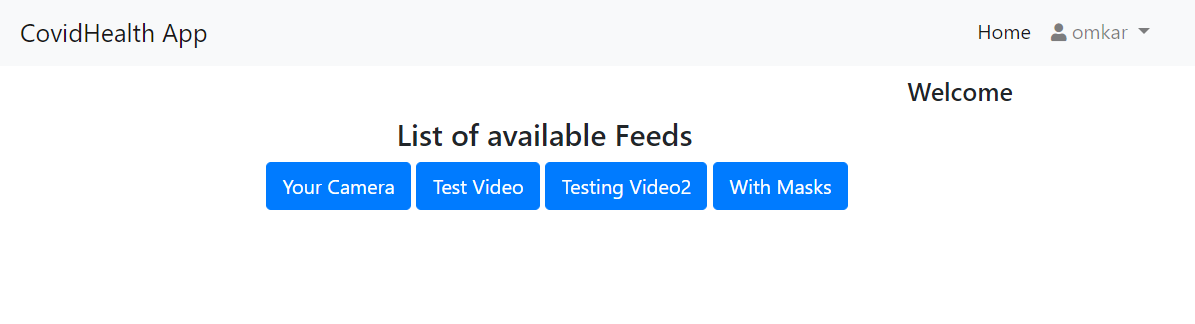 CovidHealth App Home omkar
Welcome
List of available Feeds
Your Camera Test Video Testing Video2 With Masks